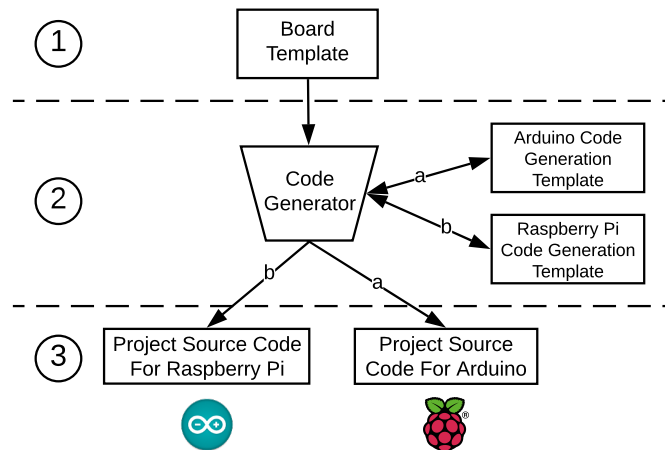 1
Board
Template
2
Code
Generator
a
b
Arduino Code
Generation
Template
Raspberry Pi
Code Generation
Template
b
a
3
Project Source Code
For Raspberry Pi
Project Source
Code For Arduino
®